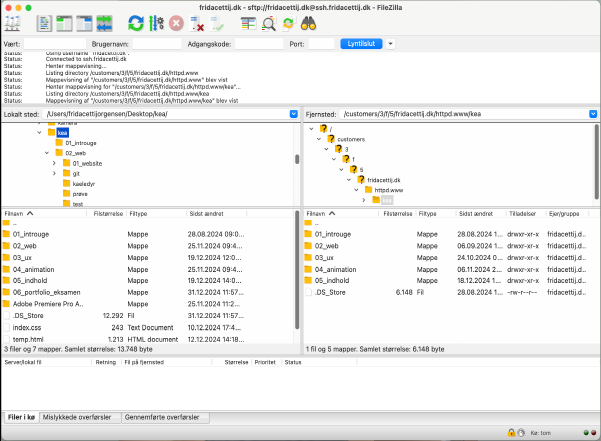 fridacettij.dk - sftp://fridacettij.dk@ssh.fridacettij.dk - FileZilla
Vært: Brugernavn: Adgangskode: Port: Lyntilslut
Status: Using username "fridacettij.dk".
Status: Connected to ssh.fridacettij.dk
Status: Henter mappevisning...
Status: Listing directory /customers/3/f/5/fridacettij.dk/httpd.www
Status: Mappevisning af "/customers/3/f/5/fridacettij.dk/httpd.www" blev vist
Status: Henter mappevisning for "/customers/3/f/5/fridacettij.dk/httpd.www/kea"...
Status: Listing directory /customers/3/f/5/fridacettij.dk/httpd.www/kea
Status: Mappevisning af "/customers/3/f/5/fridacettij.dk/httpd.www/kea" blev vist
Lokalt sted: /Users/fridacettijorgensen/Desktop/kea/
kamera
kea
01_introuge
02_web
01_website
git
kaeledyr
prøve
test
Fjernsted: /customers/3/f/5/fridacettij.dk/httpd.www/kea
/
customers
3
f
5
fridacettij.dk
httpd.www
kea
Filnavn Filstørrelse Filtype Sidst ændret
..
01_introuge Mappe 28.08.2024 09:0...
02_web Mappe 25.11.2024 09:4...
03_ux Mappe 19.12.2024 12:0...
04_animation Mappe 25.11.2024 09:4...
05_indhold Mappe 19.12.2024 14:0...
06_portfolio_eksamen Mappe 31.12.2024 11:57...
Adobe Premiere Pro A... Mappe 25.11.2024 11:2...
.DS_Store 12.292 Fil 31.12.2024 11:57...
index.css 243 Text Document 10.12.2024 17:4...
temp.html 1.213 HTML document 12.12.2024 14:18...
3 filer og 7 mapper. Samlet størrelse: 13.748 byte
Filnavn Filstørrelse Filtype Sidst ændret Tilladelser Ejer/gruppe
..
01_introuge Mappe 28.08.2024 1... drwxr-xr-x fridacettij.d...
02_web Mappe 06.09.2024 1... drwxr-xr-x fridacettij.d...
03_ux Mappe 24.10.2024 0... drwxr-xr-x fridacettij.d...
04_animation Mappe 06.11.2024 2... drwxr-xr-x fridacettij.d...
05_indhold Mappe 18.12.2024 1... drwxr-xr-x fridacettij.d...
.DS_Store 6.148 Fil 28.08.2024 1... -rw-r--r-- fridacettij.d...
1 fil og 5 mapper. Samlet størrelse: 6.148 byte
Server/lokal fil Retning Fil på fjernsted Størrelse Prioritet Status
Filer i kø Mislykkede overførsler Gennemførte overførsler
Kø: tom